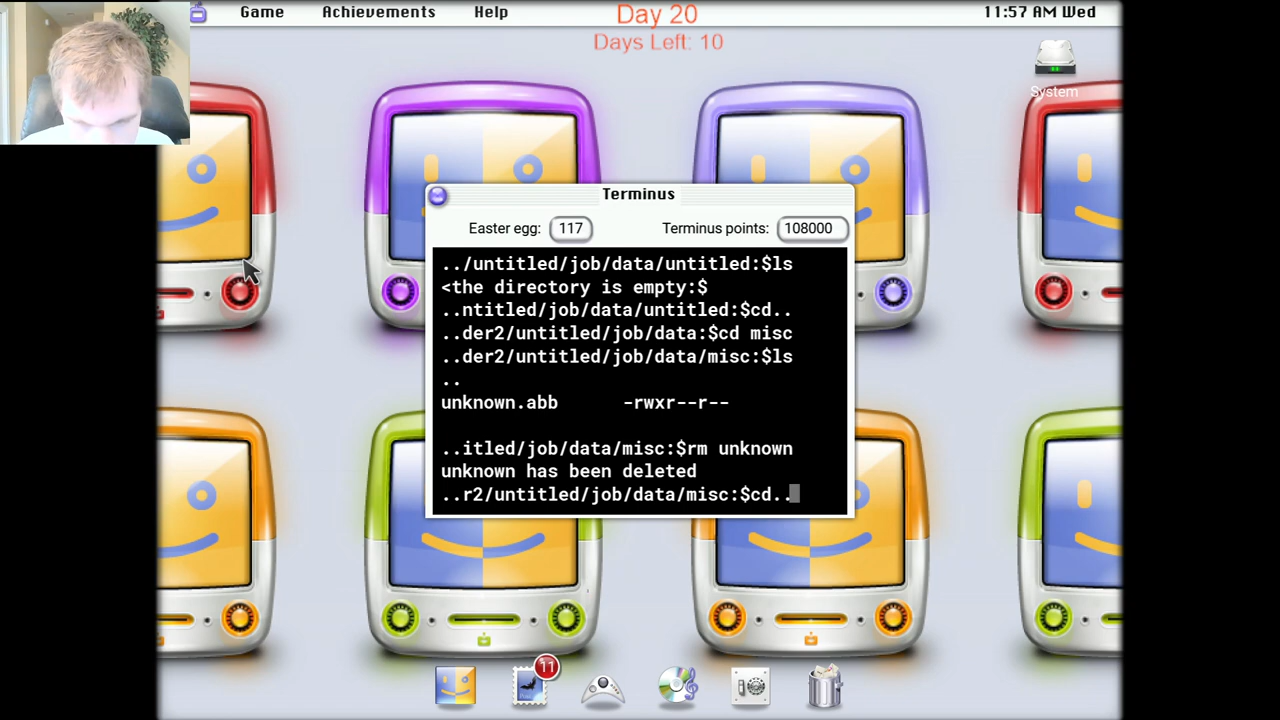 Game Achievements Help Day 20 11:57 AM Wed
Days Left: 10
System
Terminus
Easter egg: 117 Terminus points: 108000
../untitled/job/data/untitled:$ls
<the directory is empty:$
..ntitled/job/data/untitled:$cd..
..der2/untitled/job/data:$cd misc
..der2/untitled/job/data/misc:$ls
..
unknown.abb -rwxr--r--
..itled/job/data/misc:$rm unknown
unknown has been deleted
..r2/untitled/job/data/misc:$cd..
11